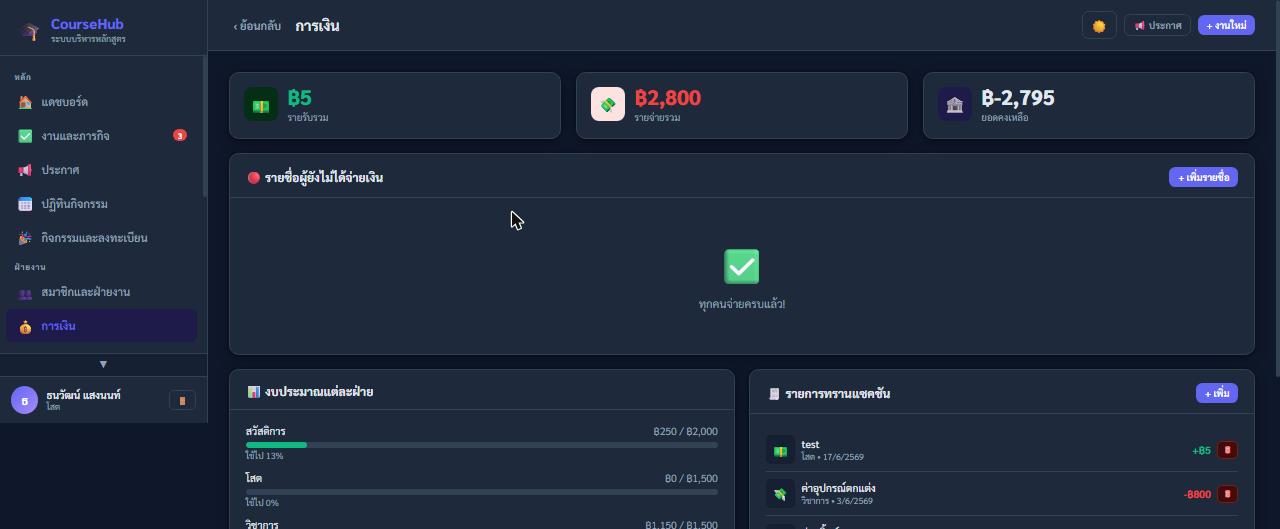 CourseHub
ระบบบริหารหลักสูตร
หลัก
แดชบอร์ด
งานและภารกิจ
3
ประกาศ
ปฏิทินกิจกรรม
กิจกรรมและลงทะเบียน
ฝ่ายงาน
สมาชิกและฝ่ายงาน
การเงิน
▼
ธ
ธนวัฒน์ แสงนนท์
โสต
‹ ย้อนกลับ
การเงิน
ประกาศ
+ งานใหม่
฿5
รายรับรวม
฿2,800
รายจ่ายรวม
฿-2,795
ยอดคงเหลือ
รายชื่อผู้ยังไม่ได้จ่ายเงิน
+ เพิ่มรายชื่อ
ทุกคนจ่ายครบแล้ว!
งบประมาณแต่ละฝ่าย
สวัสดิการ
฿250 / ฿2,000
ใช้ไป 13%
โสต
฿0 / ฿1,500
ใช้ไป 0%
วิชาการ
฿1,150 / ฿1,500
รายการทรานแซคชัน
+ เพิ่ม
test
โสต • 17/6/2569
+฿5
ค่าอุปกรณ์ตกแต่ง
วิชาการ • 3/6/2569
-฿800